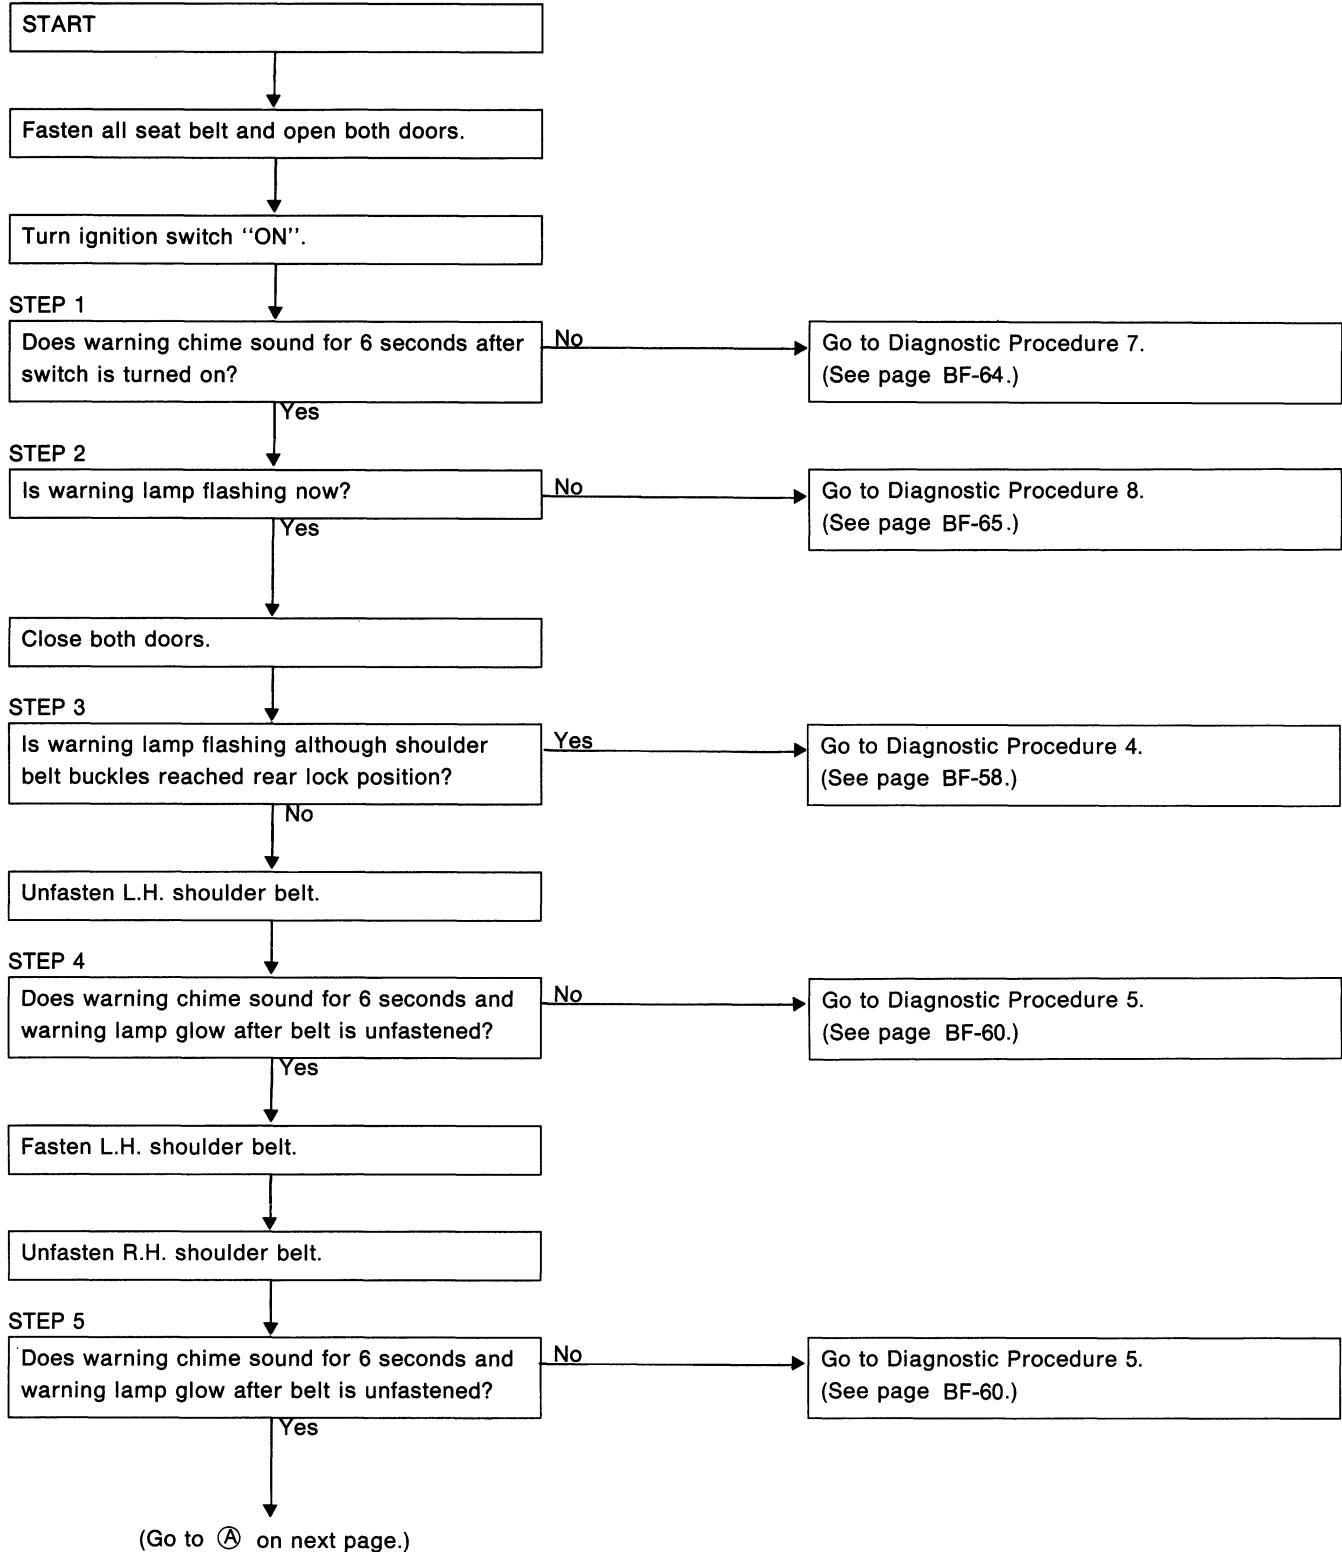 START
Fasten all seat belt and open both doors.
Turn ignition switch “ON”.
STEP 1
Does warning chime sound for 6 seconds after
switch is turned on?
No
Go to Diagnostic Procedure 7.
(See page BF-64.)
Yes
STEP 2
Is warning lamp flashing now?
No
Go to Diagnostic Procedure 8.
(See page BF-65.)
Yes
Close both doors.
STEP 3
Is warning lamp flashing although shoulder
belt buckles reached rear lock position?
Yes
Go to Diagnostic Procedure 4.
(See page BF-58.)
No
Unfasten L.H. shoulder belt.
STEP 4
Does warning chime sound for 6 seconds and
warning lamp glow after belt is unfastened?
No
Go to Diagnostic Procedure 5.
(See page BF-60.)
Yes
Fasten L.H. shoulder belt.
Unfasten R.H. shoulder belt.
STEP 5
Does warning chime sound for 6 seconds and
warning lamp glow after belt is unfastened?
No
Go to Diagnostic Procedure 5.
(See page BF-60.)
Yes
(Go to Ⓐ on next page.)